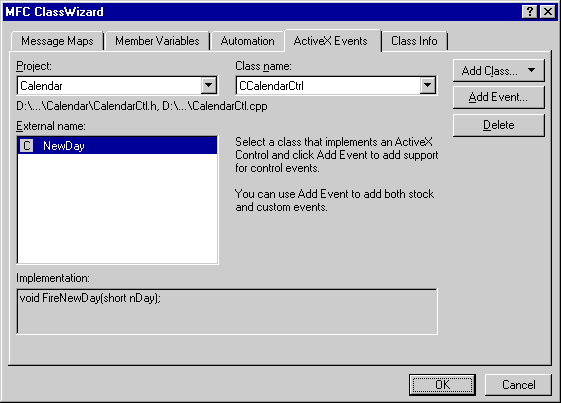 MFC ClassWizard
Message Maps Member Variables Automation ActiveX Events Class Info
Project:
Calendar
Class name:
CCalendarCtrl
Add Class...
D:\...\Calendar\CalendarCtl.h, D:\...\CalendarCtl.cpp
Add Event...
Delete
External name:
C NewDay
Select a class that implements an ActiveX
Control and click Add Event to add support
for control events.
You can use Add Event to add both stock
and custom events.
Implementation:
void FireNewDay(short nDay);
OK Cancel